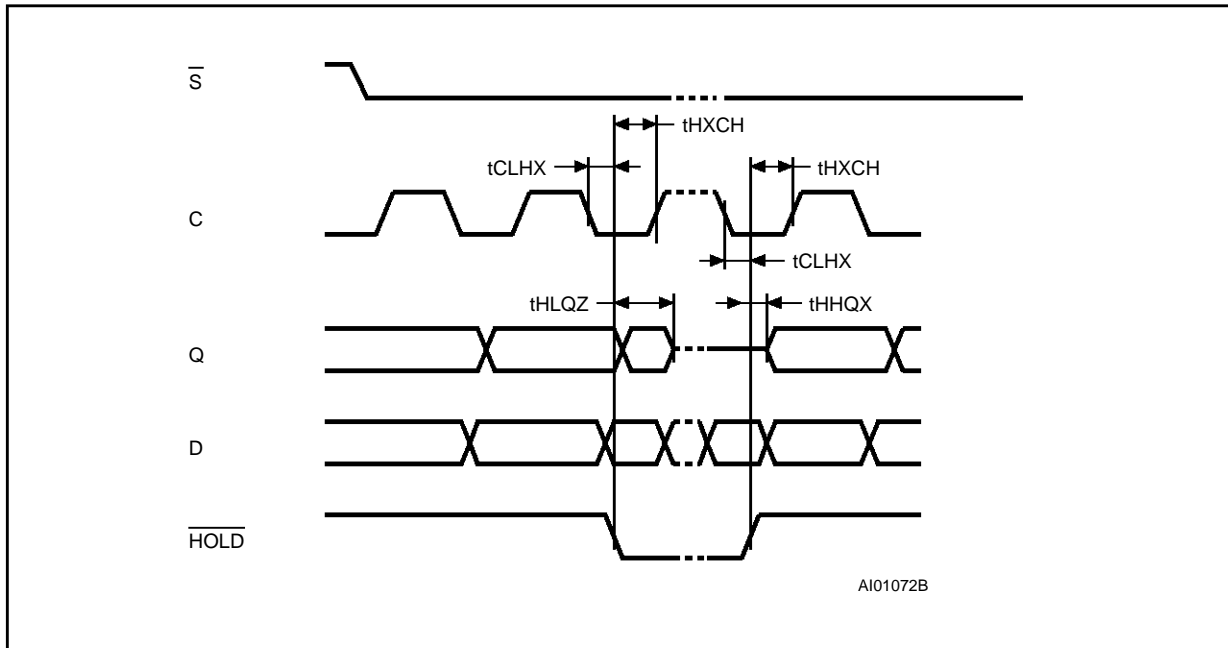 S
tHXCH
tCLHX
tHXCH
C
tCLHX
tHLQZ
tHHQX
Q
D
HOLD
AI01072B